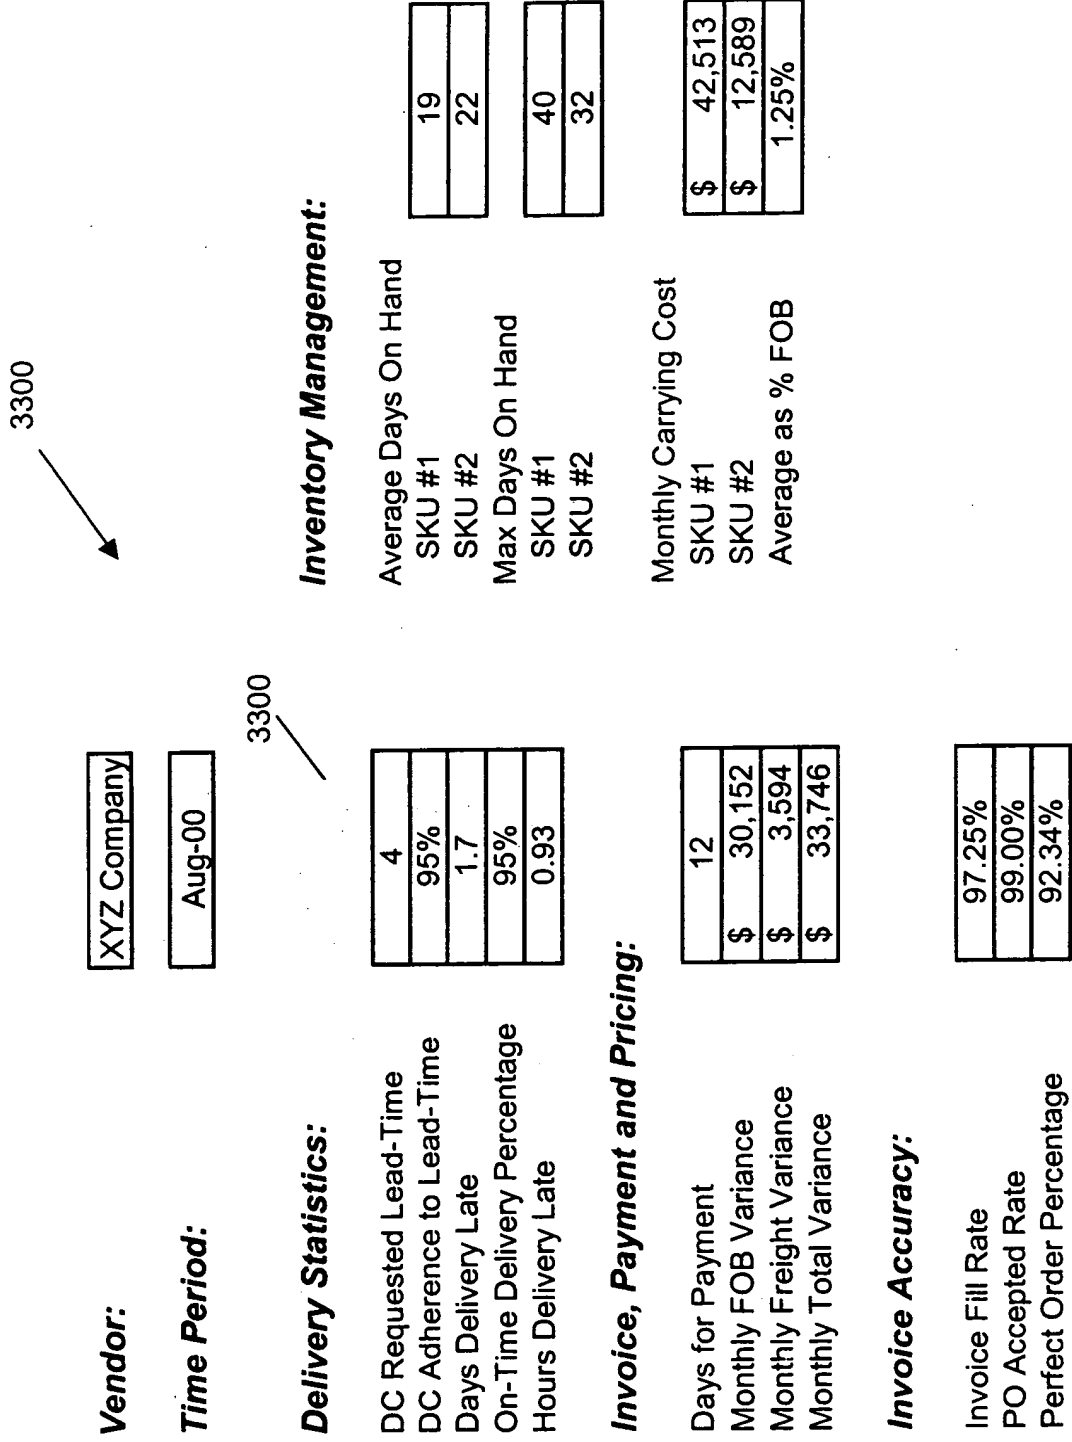 3300
Vendor: XYZ Company
Time Period: Aug-00
3300
Delivery Statistics:
DC Requested Lead-Time 4
DC Adherence to Lead-Time 95%
Days Delivery Late 1.7
On-Time Delivery Percentage 95%
Hours Delivery Late 0.93
Invoice, Payment and Pricing:
Days for Payment 12
Monthly FOB Variance $ 30,152
Monthly Freight Variance $ 3,594
Monthly Total Variance $ 33,746
Invoice Accuracy:
Invoice Fill Rate 97.25%
PO Accepted Rate 99.00%
Perfect Order Percentage 92.34%
Inventory Management:
Average Days On Hand
SKU #1 19
SKU #2 22
Max Days On Hand
SKU #1 40
SKU #2 32
Monthly Carrying Cost
SKU #1 $ 42,513
SKU #2 $ 12,589
Average as % FOB 1.25%